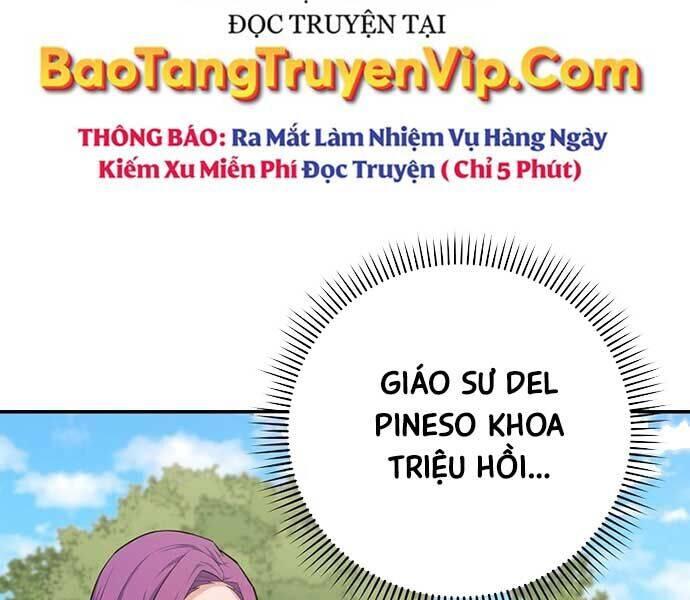 ĐỌC TRUYỆN TẠI
BaoTangTruyenVip.Com
THÔNG BÁO: Ra Mắt Làm Nhiệm Vụ Hàng Ngày
Kiếm Xu Miễn Phí Đọc Truyện ( Chỉ 5 Phút)
GIÁO SƯ DEL
PINESO KHOA
TRIỆU HỒI...